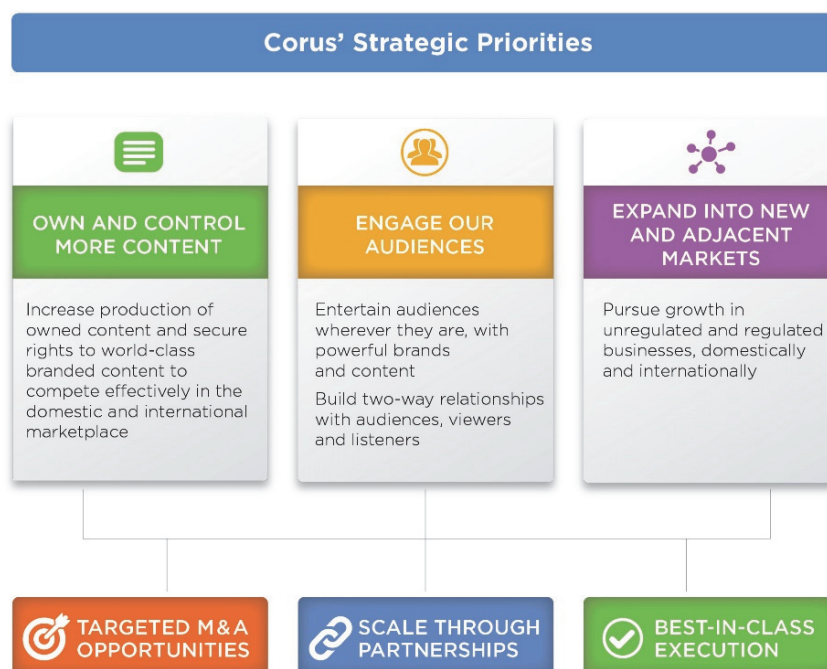 Corus’ Strategic Priorities
OWN AND CONTROL
MORE CONTENT
Increase production of
owned content and secure
rights to world-class
branded content to
compete effectively in the
domestic and international
marketplace
ENGAGE OUR
AUDIENCES
Entertain audiences
wherever they are, with
powerful brands
and content
Build two-way relationships
with audiences, viewers
and listeners
EXPAND INTO NEW
AND ADJACENT
MARKETS
Pursue growth in
unregulated and regulated
businesses, domestically
and internationally
TARGETED M&A
OPPORTUNITIES
SCALE THROUGH
PARTNERSHIPS
BEST-IN-CLASS
EXECUTION